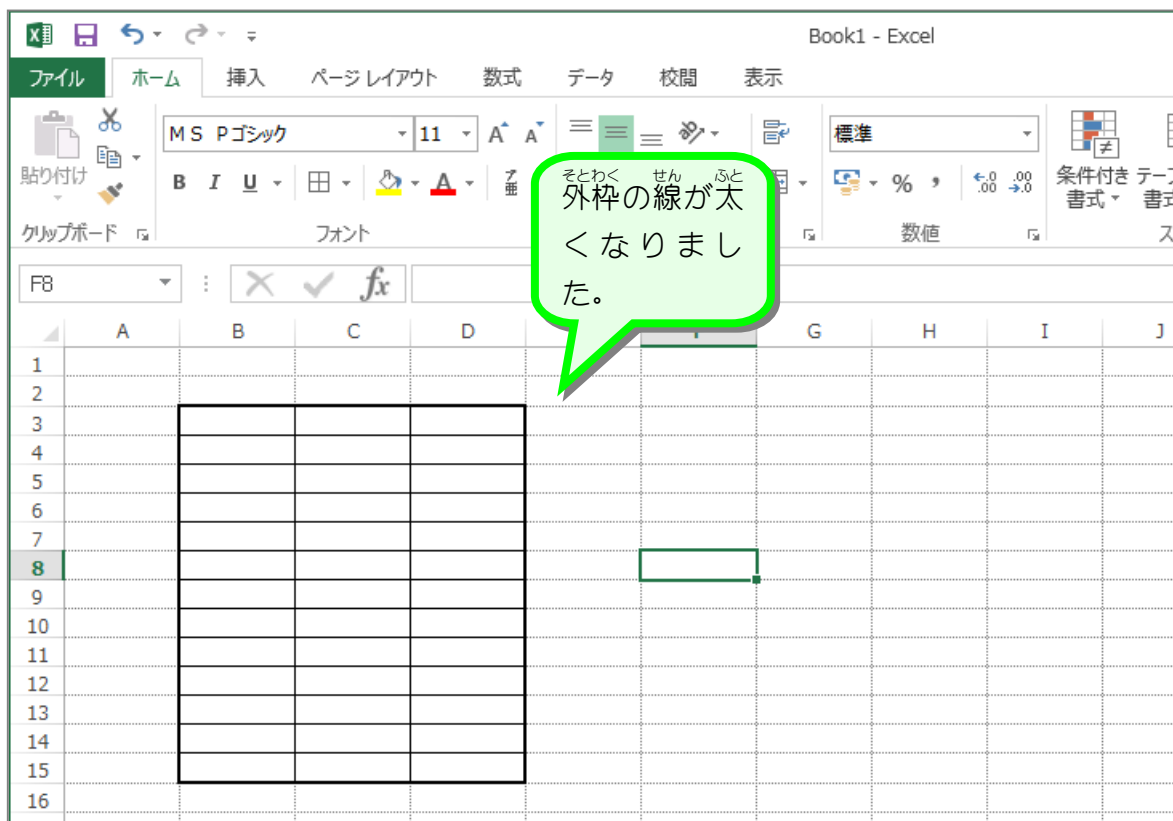 Book1 - Excel
ファイル ホーム 挿入 ページ レイアウト 数式 データ 校閲 表示
ＭＳ Ｐゴシック 11 A A 標準
貼り付け B I U % , 条件付き
書式
クリップボード フォント 数値
そとわく せん ふと
外枠の線が太
くなりまし
た。
F8 fx
A B C D G H I J
1
2
3
4
5
6
7
8
9
10
11
12
13
14
15
16